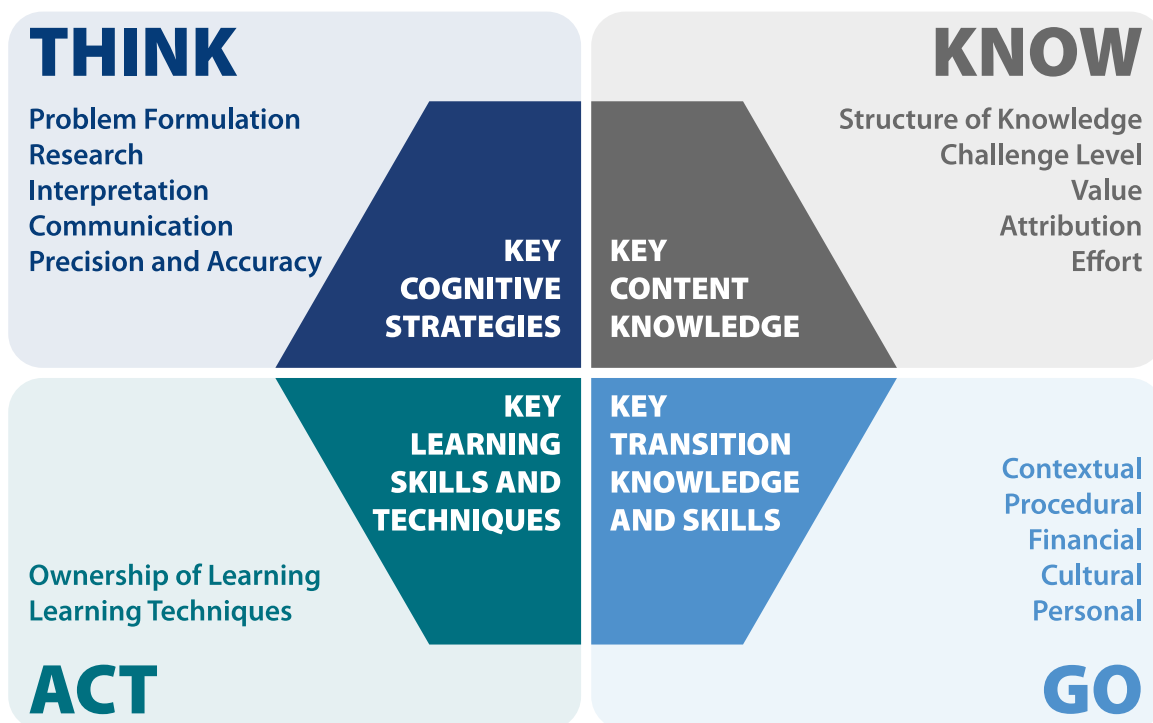 THINK
Problem Formulation
Research
Interpretation
Communication
Precision and Accuracy
KEY
COGNITIVE
STRATEGIES
KNOW
Structure of Knowledge
Challenge Level
Value
Attribution
Effort
KEY
CONTENT
KNOWLEDGE
KEY
LEARNING
SKILLS AND
TECHNIQUES
Ownership of Learning
Learning Techniques
ACT
KEY
TRANSITION
KNOWLEDGE
AND SKILLS
Contextual
Procedural
Financial
Cultural
Personal
GO